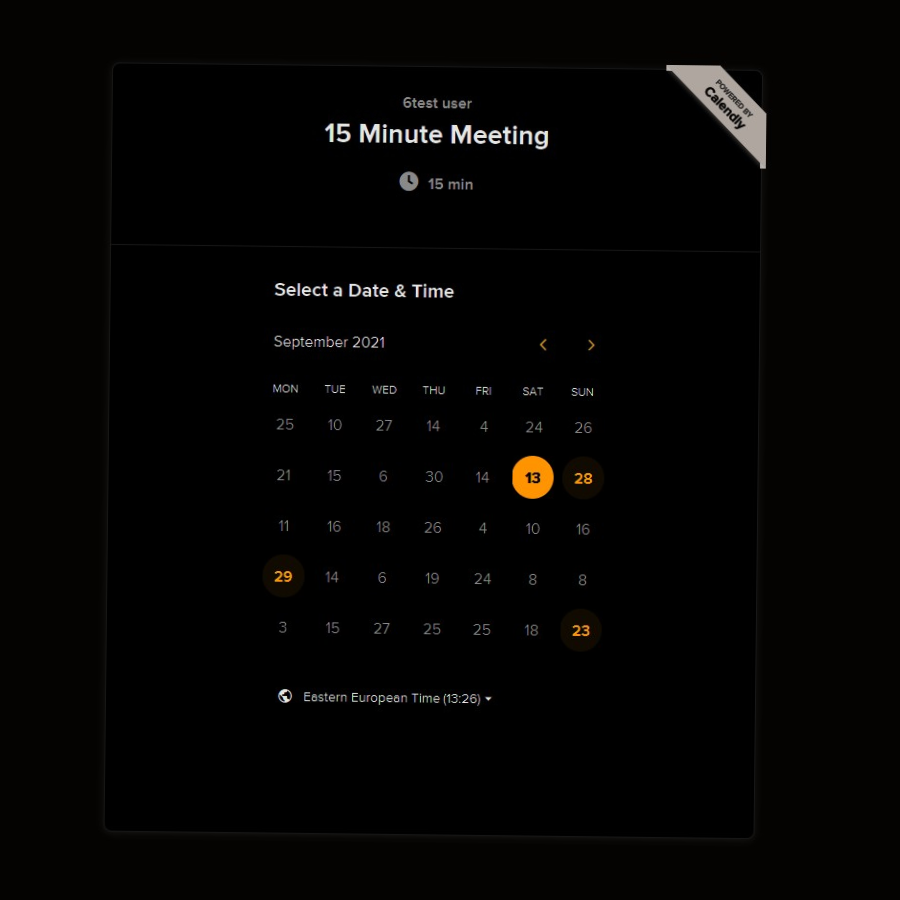 6test user
15 Minute Meeting
15 min
POWERED BY
Calendly
Select a Date & Time
September 2021
MON TUE WED THU FRI SAT SUN
25 10 27 14 4 24 26
21 15 6 30 14 13 28
11 16 18 26 4 10 16
29 14 6 19 24 8 8
3 15 27 25 25 18 23
Eastern European Time (13:26)